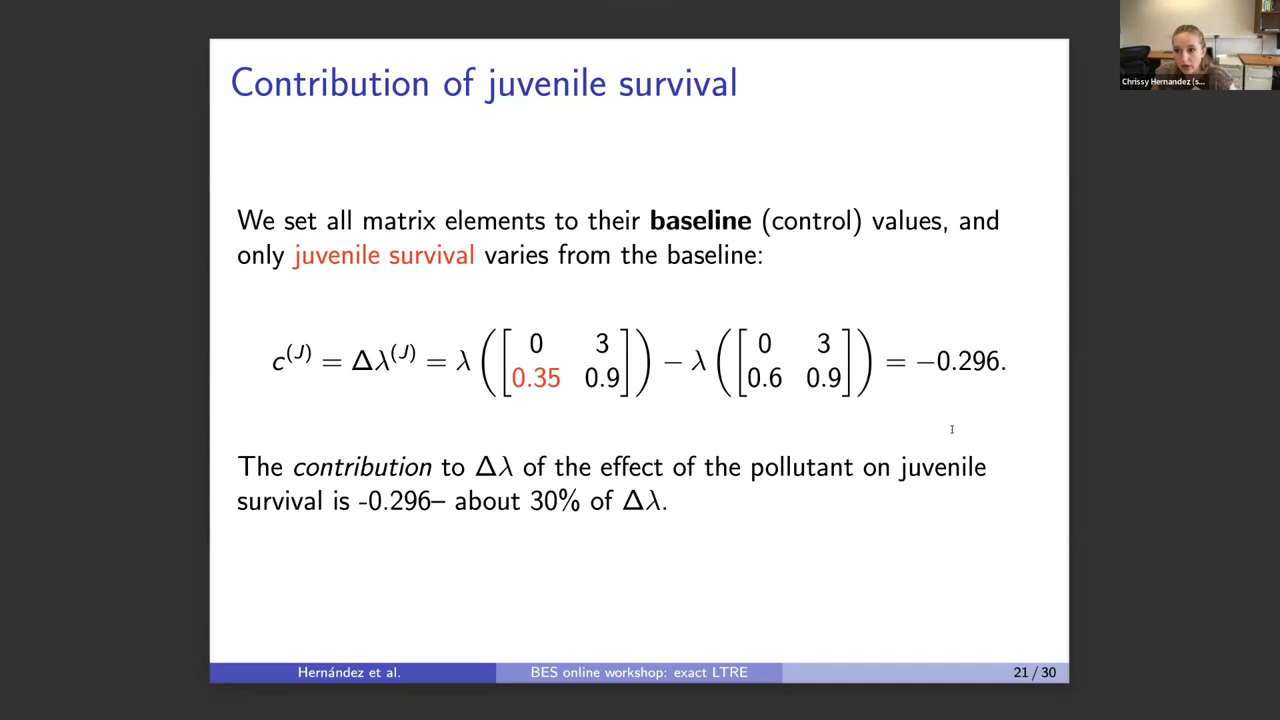 Contribution of juvenile survival
Chrissy Hernandez (s...
We set all matrix elements to their baseline (control) values, and
only juvenile survival varies from the baseline:
c^(J) = Δλ^(J) = λ([0 3; 0.35 0.9]) − λ([0 3; 0.6 0.9]) = −0.296.
The contribution to Δλ of the effect of the pollutant on juvenile
survival is -0.296– about 30% of Δλ.
Hernández et al. BES online workshop: exact LTRE 21 / 30